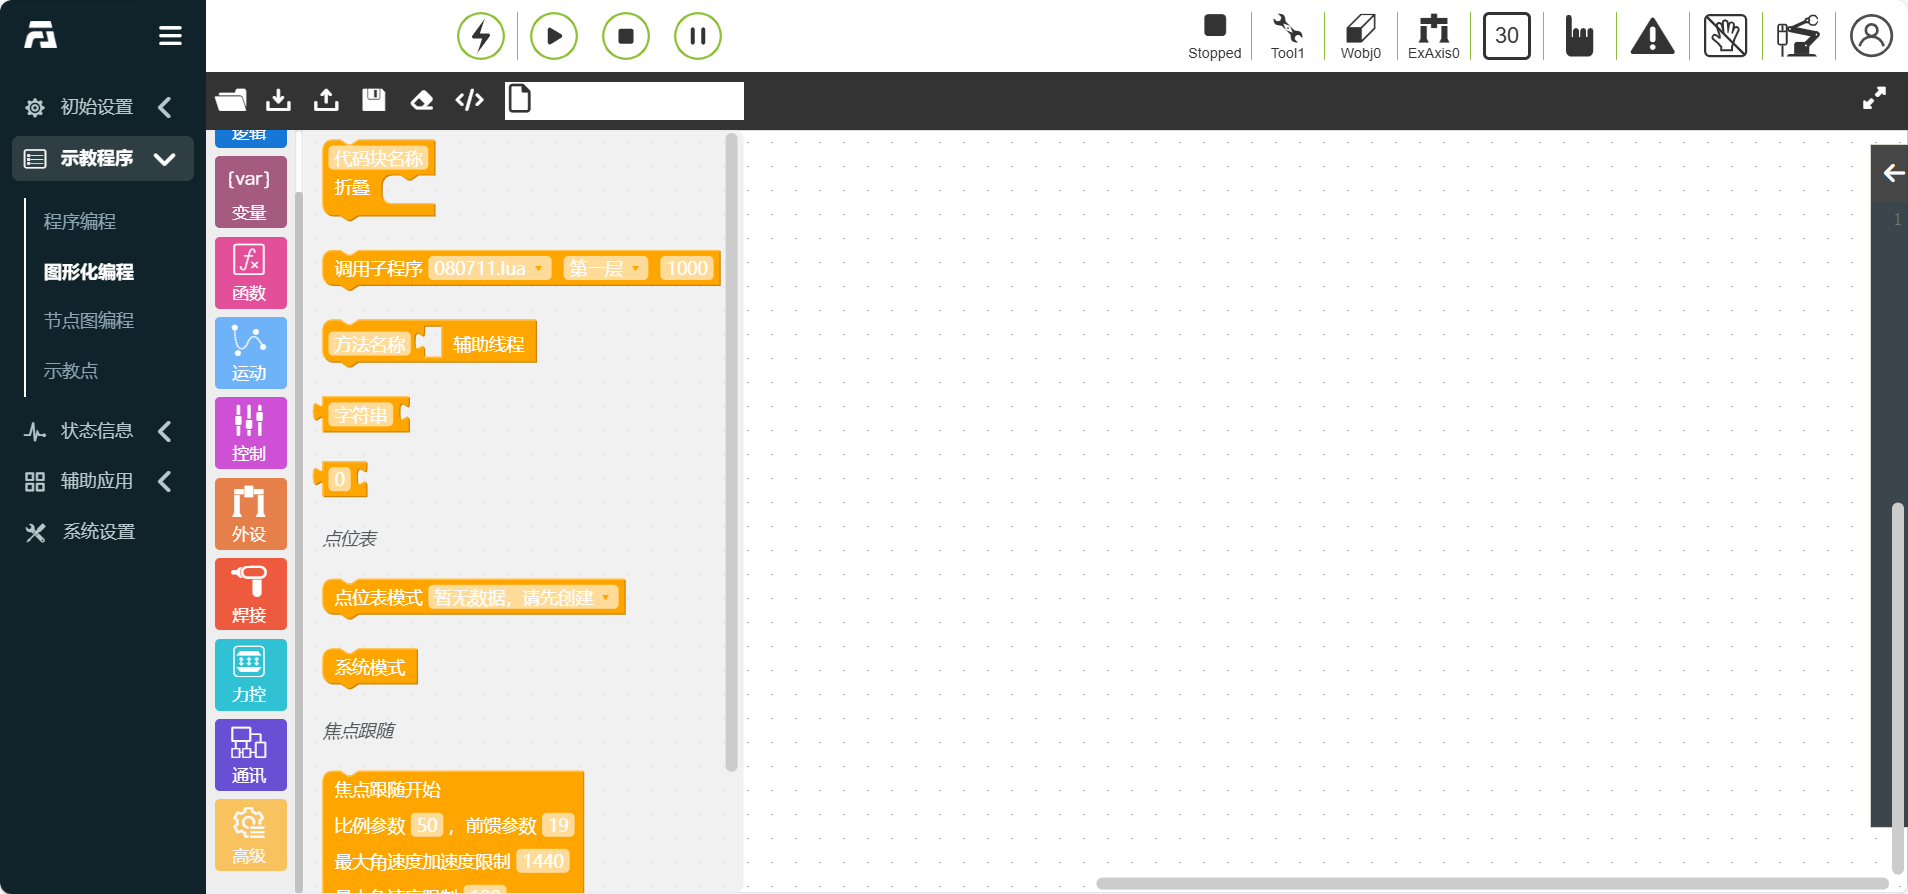 Stopped
Tool1
Wobj0
ExAxis0
30
初始设置
示教程序
程序编程
图形化编程
节点图编程
示教点
状态信息
辅助应用
系统设置
逻辑
(var)
变量
函数
运动
控制
外设
焊接
力控
通讯
高级
代码块名称
折叠
调用子程序 080711.lua 第一层 1000
方法名称 辅助线程
字符串
0
点位表
点位表模式 暂无数据，请先创建
系统模式
焦点跟随
焦点跟随开始
比例参数 50 ，前馈参数 19
最大角加速度限制 1440
最大角速度限制 180
1